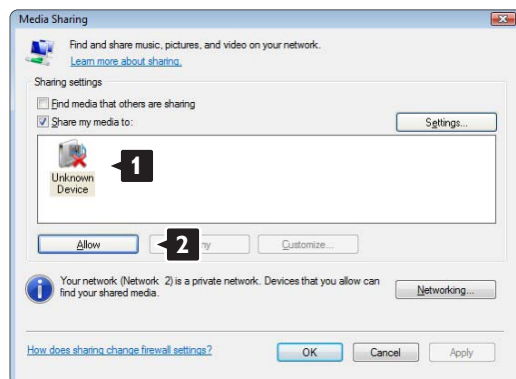 Media Sharing
Find and share music, pictures, and video on your network.
Learn more about sharing.
Sharing settings
Find media that others are sharing
Share my media to:
Settings...
Unknown
Device
1
Allow
2
Customize...
Your network (Network 2) is a private network. Devices that you allow can
find your shared media.
Networking...
How does sharing change firewall settings?
OK
Cancel
Apply